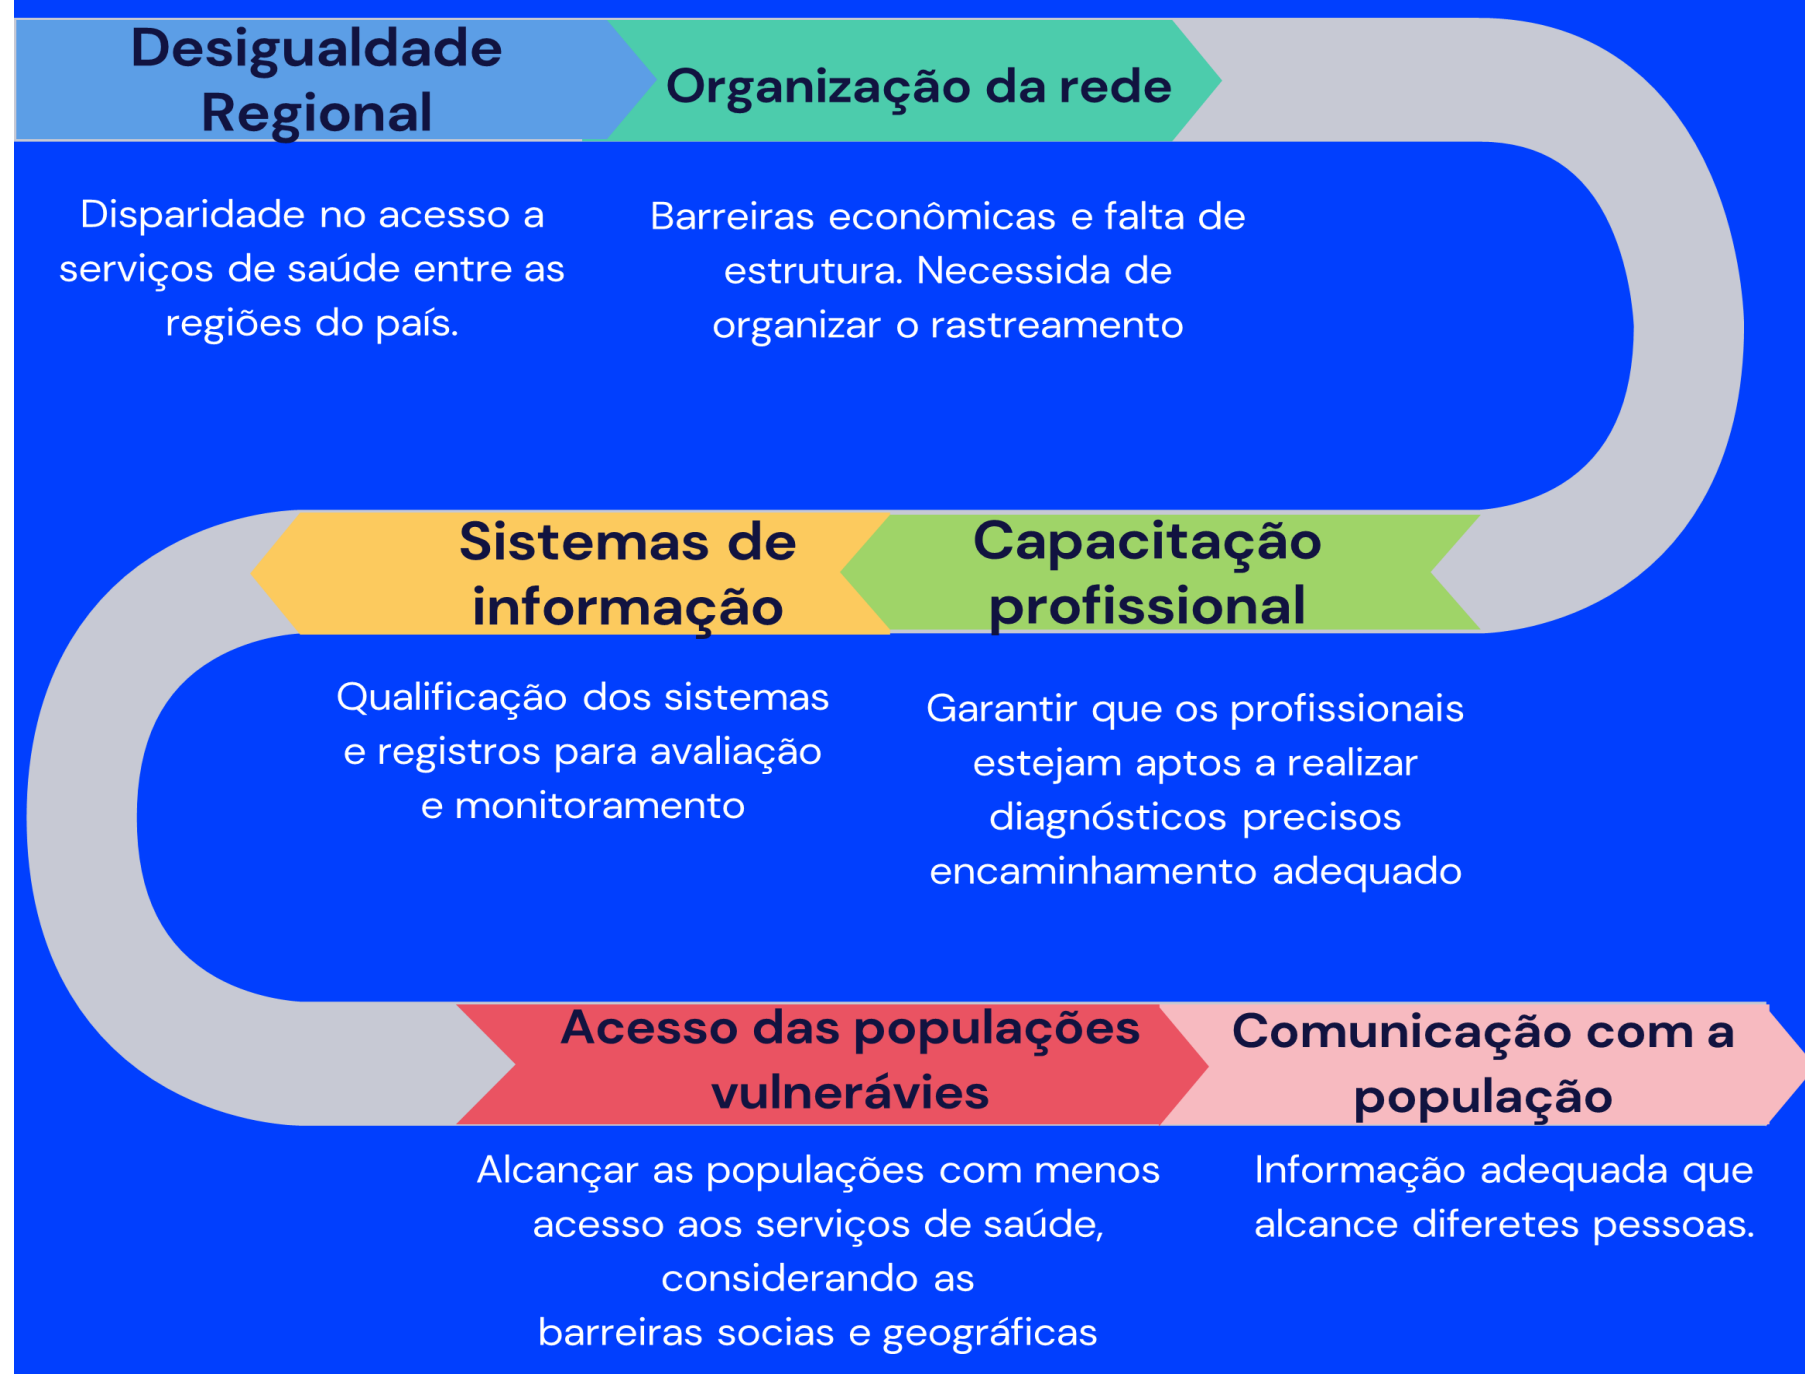 Desigualdade
Regional
Disparidade no acesso a
serviços de saúde entre as
regiões do país.
Organização da rede
Barreiras econômicas e falta de
estrutura. Necessida de
organizar o rastreamento
Capacitação
profissional
Garantir que os profissionais
estejam aptos a realizar
diagnósticos precisos
encaminhamento adequado
Sistemas de
informação
Qualificação dos sistemas
e registros para avaliação
e monitoramento
Acesso das populações
vulnerávies
Alcançar as populações com menos
acesso aos serviços de saúde,
considerando as
barreiras socias e geográficas
Comunicação com a
população
Informação adequada que
alcance diferetes pessoas.